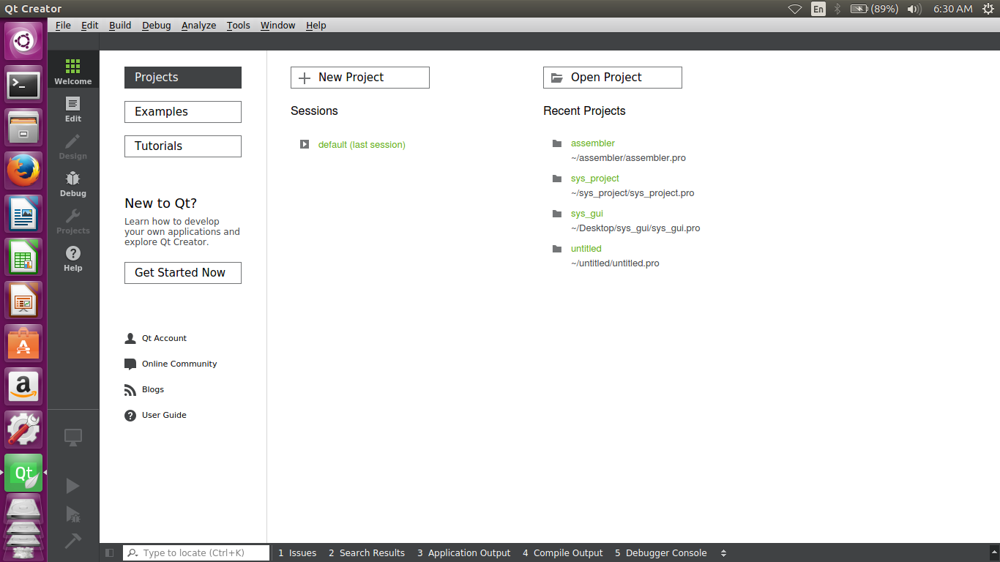 Qt Creator
En
(89%)
6:30 AM
File Edit Build Debug Analyze Tools Window Help
Welcome
Edit
Design
Debug
Projects
Help
Projects
Examples
Tutorials
New to Qt?
Learn how to develop
your own applications and
explore Qt Creator.
Get Started Now
Qt Account
Online Community
Blogs
User Guide
New Project
Sessions
default (last session)
Open Project
Recent Projects
assembler
~/assembler/assembler.pro
sys_project
~/sys_project/sys_project.pro
sys_gui
~/Desktop/sys_gui/sys_gui.pro
untitled
~/untitled/untitled.pro
Qt
Type to locate (Ctrl+K)
1 Issues 2 Search Results 3 Application Output 4 Compile Output 5 Debugger Console